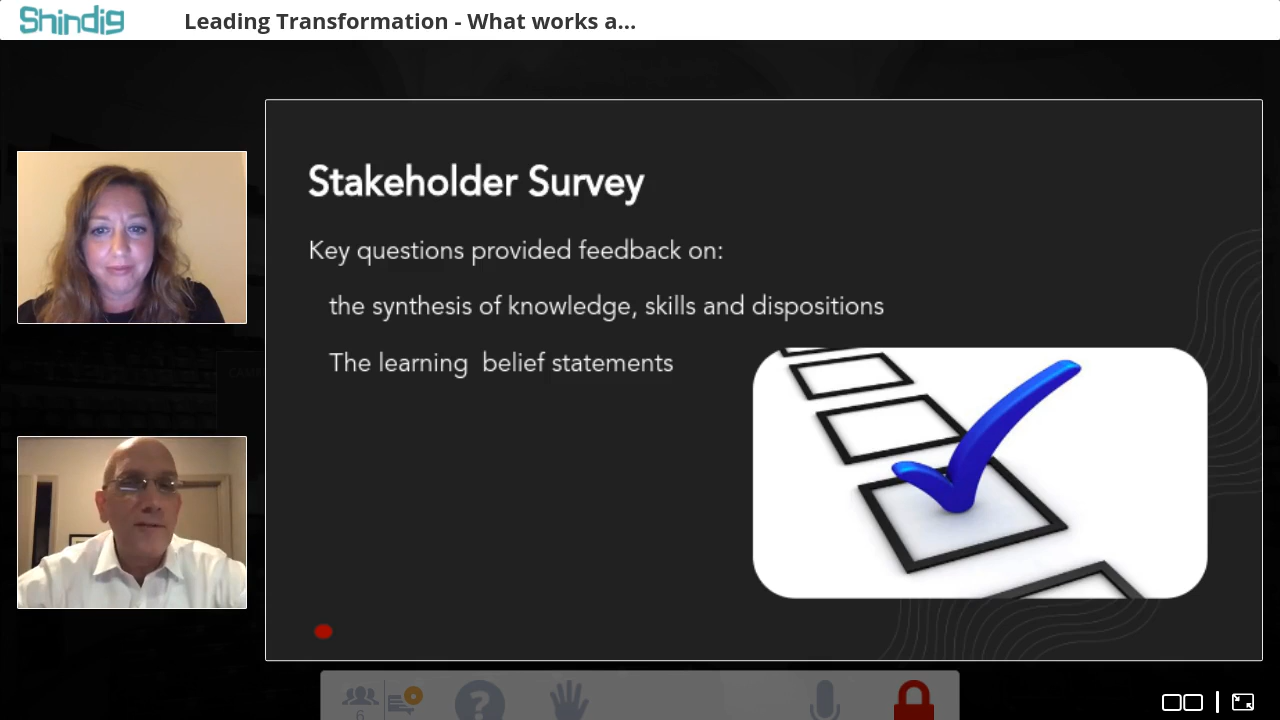 Shindig
Leading Transformation - What works a...
Stakeholder Survey
Key questions provided feedback on:
the synthesis of knowledge, skills and dispositions
The learning  belief statements
?
6